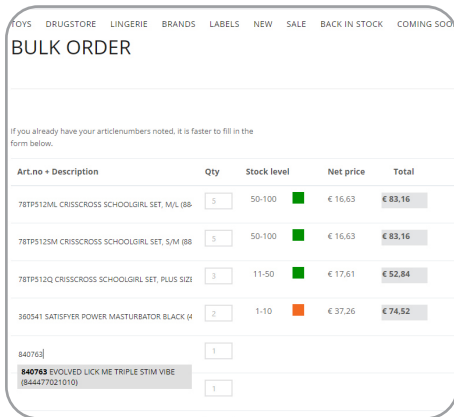 TOYS DRUGSTORE LINGERIE BRANDS LABELS NEW SALE BACK IN STOCK COMING SOO
BULK ORDER
If you already have your articlenumbers noted, it is faster to fill in the
form below.
Art.no + Description Qty Stock level Net price Total
78TP512ML CRISSCROSS SCHOOLGIRL SET, M/L (88 5 50-100 € 16,63 € 83,16
78TP512SM CRISSCROSS SCHOOLGIRL SET, S/M (88 5 50-100 € 16,63 € 83,16
78TP512Q CRISSCROSS SCHOOLGIRL SET, PLUS SIZE 3 11-50 € 17,61 € 52,84
360541 SATISFYER POWER MASTURBATOR BLACK (4 2 1-10 € 37,26 € 74,52
840763 1
840763 EVOLVED LICK ME TRIPLE STIM VIBE
(844477021010) 1